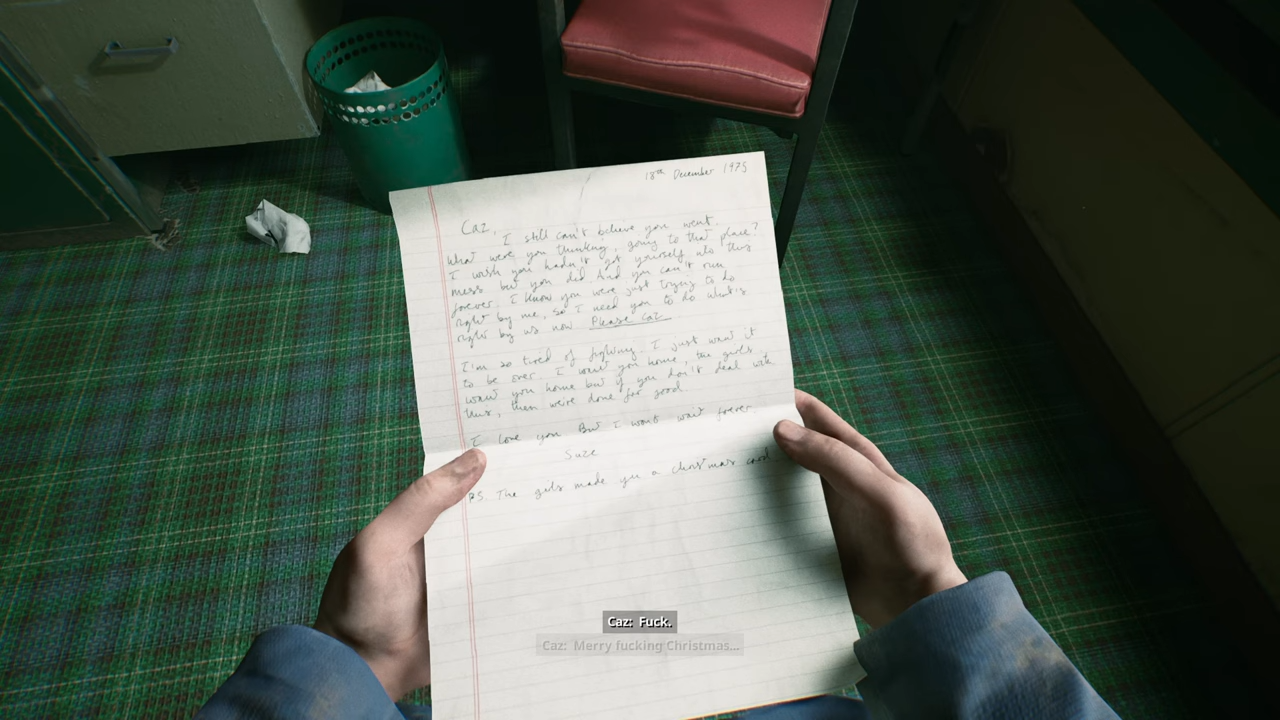 18th December 1975
Caz,
I still can't believe you went.
What were you thinking, going to that place?
I wish you hadn't got yourself into this
mess but you did. And you can't run
forever. I know you were just trying to do
right by me, so I need you to do what's
right by us now. Please Caz.
I'm so tired of fighting. I just want it
to be over. I want you home, the girls
want you home but if you don't deal with
this, then we're done for good.
I love you. But I won't wait forever.
Suze
P.S. The girls made you a christmas card
Caz: Fuck.
Caz: Merry fucking Christmas...